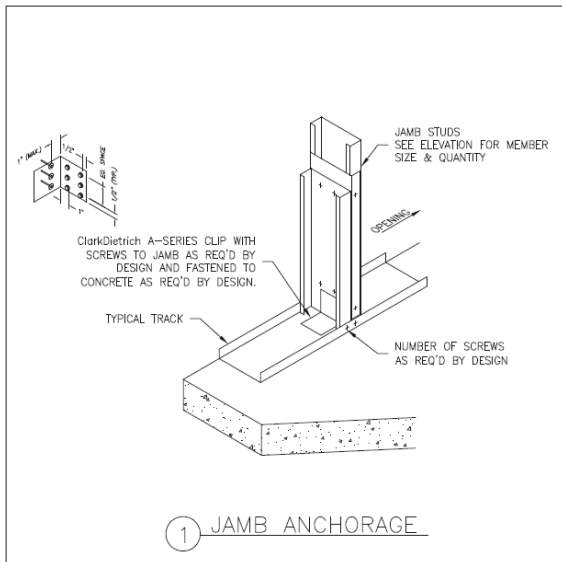 1" (MAX.)
1/2"
EQ. SPACE
1/2" (TYP.)
1"
JAMB STUDS
SEE ELEVATION FOR MEMBER
SIZE & QUANTITY
OPENING
ClarkDietrich A-SERIES CLIP WITH
SCREWS TO JAMB AS REQ'D BY
DESIGN AND FASTENED TO
CONCRETE AS REQ'D BY DESIGN.
TYPICAL TRACK
NUMBER OF SCREWS
AS REQ'D BY DESIGN
1 JAMB ANCHORAGE